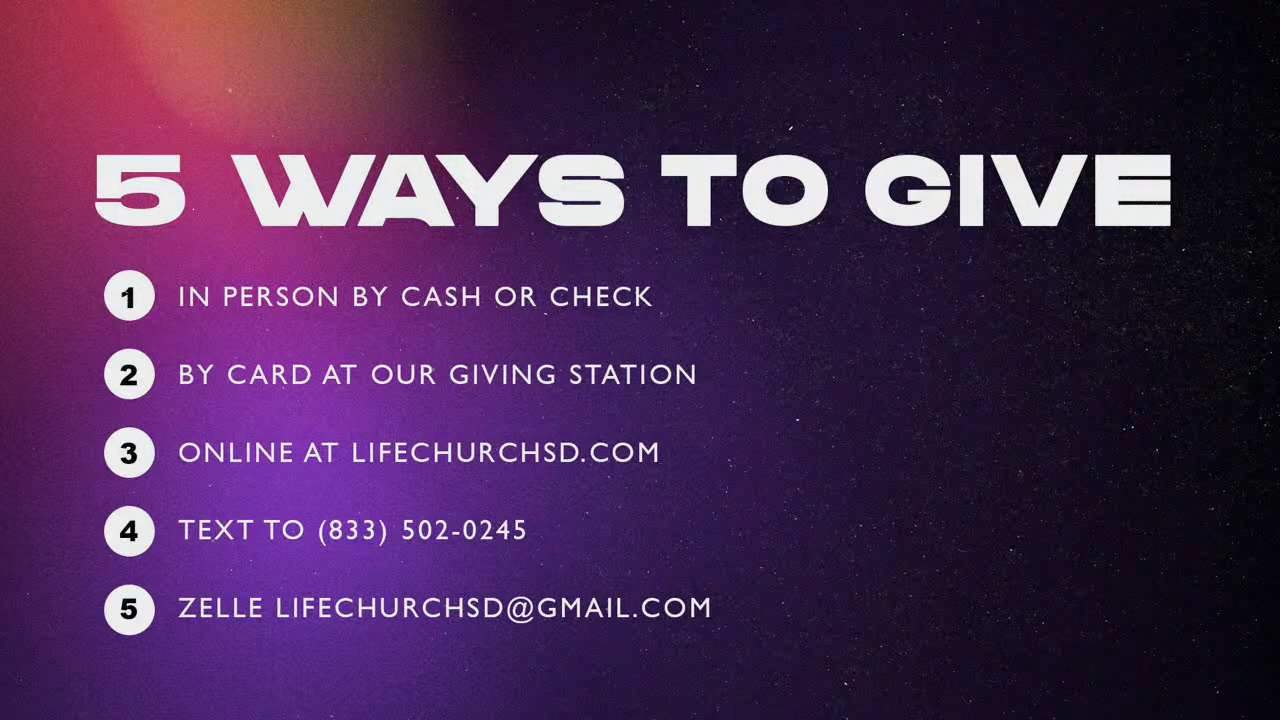 5 WAYS TO GIVE
1 IN PERSON BY CASH OR CHECK
2 BY CARD AT OUR GIVING STATION
3 ONLINE AT LIFECHURCHSD.COM
4 TEXT TO (833) 502-0245
5 ZELLE LIFECHURCHSD@GMAIL.COM